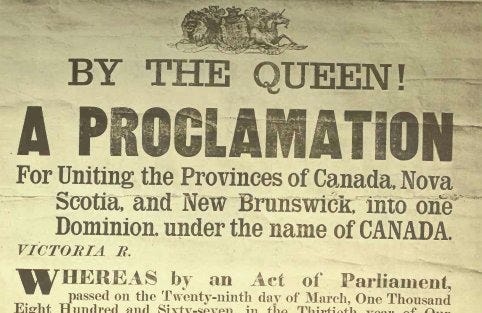 BY THE QUEEN!
A PROCLAMATION
For Uniting the Provinces of Canada, Nova
Scotia, and New Brunswick, into one
Dominion, under the name of CANADA.
VICTORIA R.
WHEREAS by an Act of Parliament,
passed on the Twenty-ninth day of March, One Thousand
Eight Hundred and Sixty-seven, in the Thirtieth year of Our